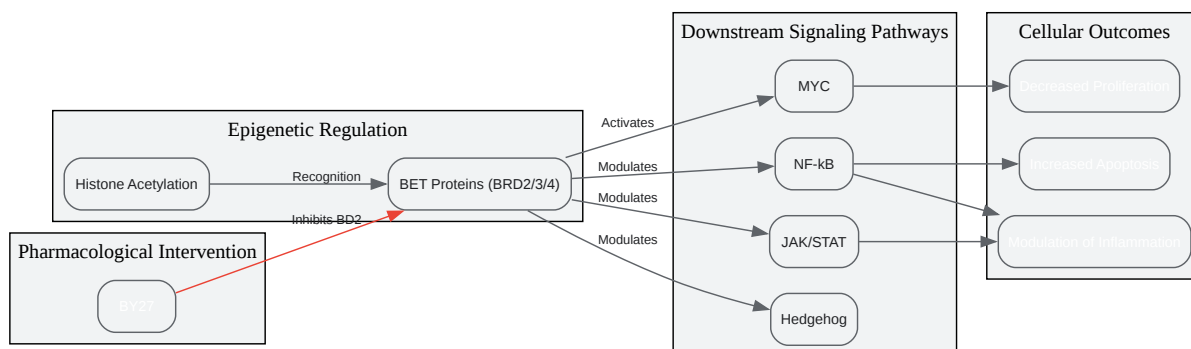 Epigenetic Regulation
Histone Acetylation
Recognition
BET Proteins (BRD2/3/4)
Inhibits BD2
Pharmacological Intervention
BY27
Activates
Modulates
Modulates
Modulates
Downstream Signaling Pathways
MYC
NF-kB
JAK/STAT
Hedgehog
Cellular Outcomes
Decreased Proliferation
Increased Apoptosis
Modulation of Inflammation